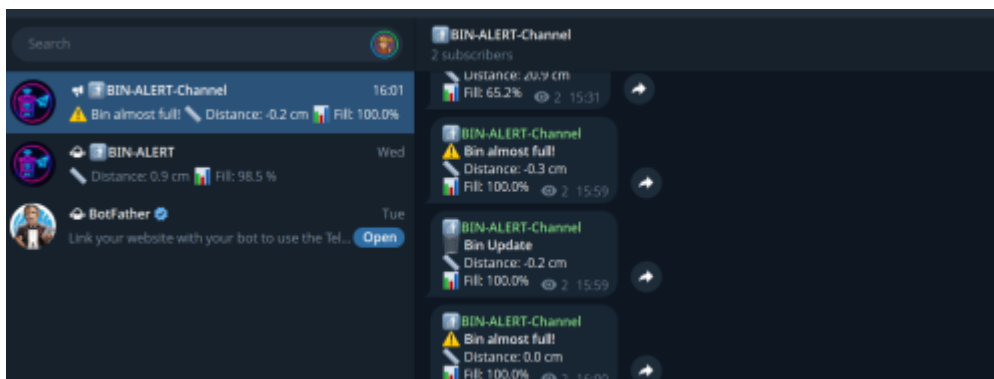 Search
BIN-ALERT-Channel 16:01
Bin almost full! Distance: -0.2 cm Fill: 100.0%
BIN-ALERT Wed
Distance: 0.9 cm Fill: 98.5 %
BotFather Tue
Link your website with your bot to use the Tel... Open
BIN-ALERT-Channel
2 subscribers
Distance: 20.9 cm
Fill: 65.2% 2 15:31
BIN-ALERT-Channel
Bin almost full!
Distance: -0.3 cm
Fill: 100.0% 2 15:59
BIN-ALERT-Channel
Bin Update
Distance: -0.2 cm
Fill: 100.0% 2 15:59
BIN-ALERT-Channel
Bin almost full!
Distance: 0.0 cm
Fill: 100.0% 2